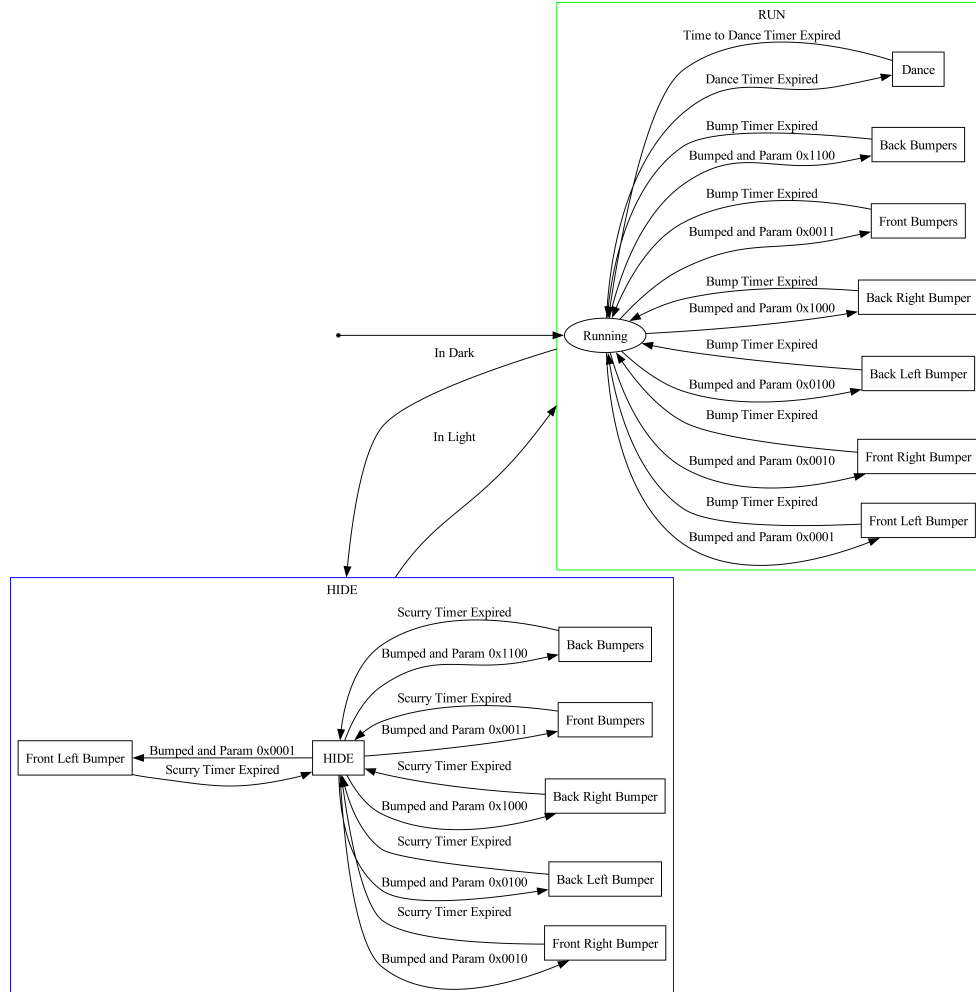 RUN
Time to Dance Timer Expired
Dance
Dance Timer Expired
Bump Timer Expired
Back Bumpers
Bumped and Param 0x1100
Bump Timer Expired
Front Bumpers
Bumped and Param 0x0011
Bump Timer Expired
Back Right Bumper
Bumped and Param 0x1000
Running
Bump Timer Expired
In Dark
Back Left Bumper
Bumped and Param 0x0100
Bump Timer Expired
In Light
Front Right Bumper
Bumped and Param 0x0010
Bump Timer Expired
Front Left Bumper
Bumped and Param 0x0001
HIDE
Scurry Timer Expired
Back Bumpers
Bumped and Param 0x1100
Scurry Timer Expired
Front Bumpers
Bumped and Param 0x0011
Bumped and Param 0x0001
Front Left Bumper
HIDE
Scurry Timer Expired
Scurry Timer Expired
Back Right Bumper
Bumped and Param 0x1000
Scurry Timer Expired
Back Left Bumper
Bumped and Param 0x0100
Scurry Timer Expired
Front Right Bumper
Bumped and Param 0x0010